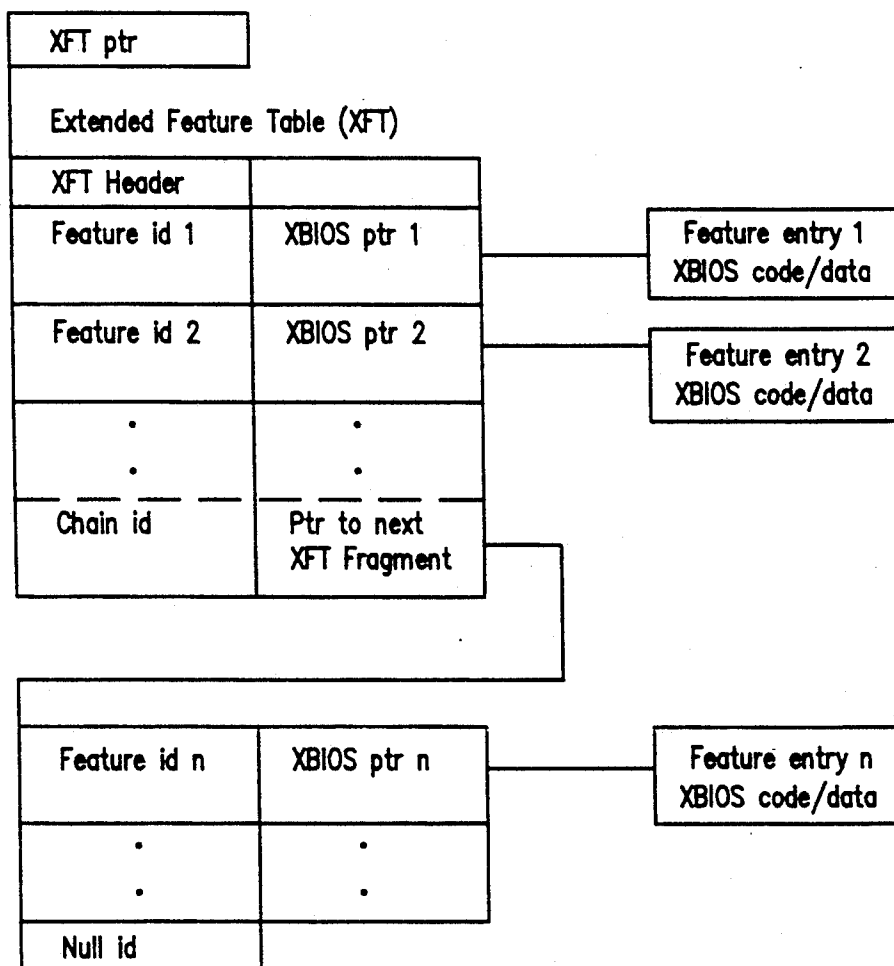 XFT ptr
Extended Feature Table (XFT)
XFT Header
Feature id 1
XBIOS ptr 1
Feature entry 1
XBIOS code/data
Feature id 2
XBIOS ptr 2
Feature entry 2
XBIOS code/data
Chain id
Ptr to next
XFT Fragment
Feature id n
XBIOS ptr n
Feature entry n
XBIOS code/data
Null id